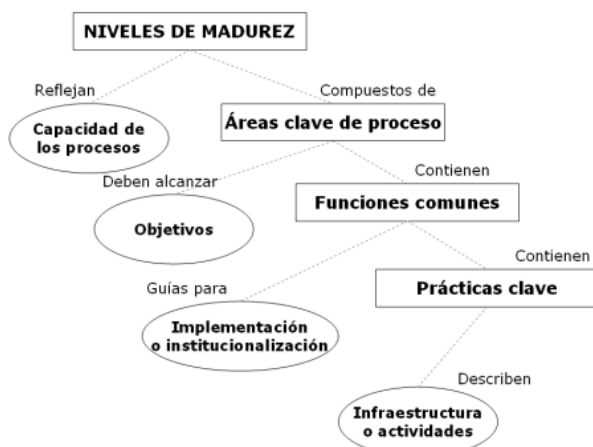 NIVELES DE MADUREZ
Reflejan
Compuestos de
Capacidad de
los procesos
Áreas clave de proceso
Deben alcanzar
Contienen
Objetivos
Funciones comunes
Contienen
Guías para
Prácticas clave
Implementación
o institucionalización
Describen
Infraestructura
o actividades